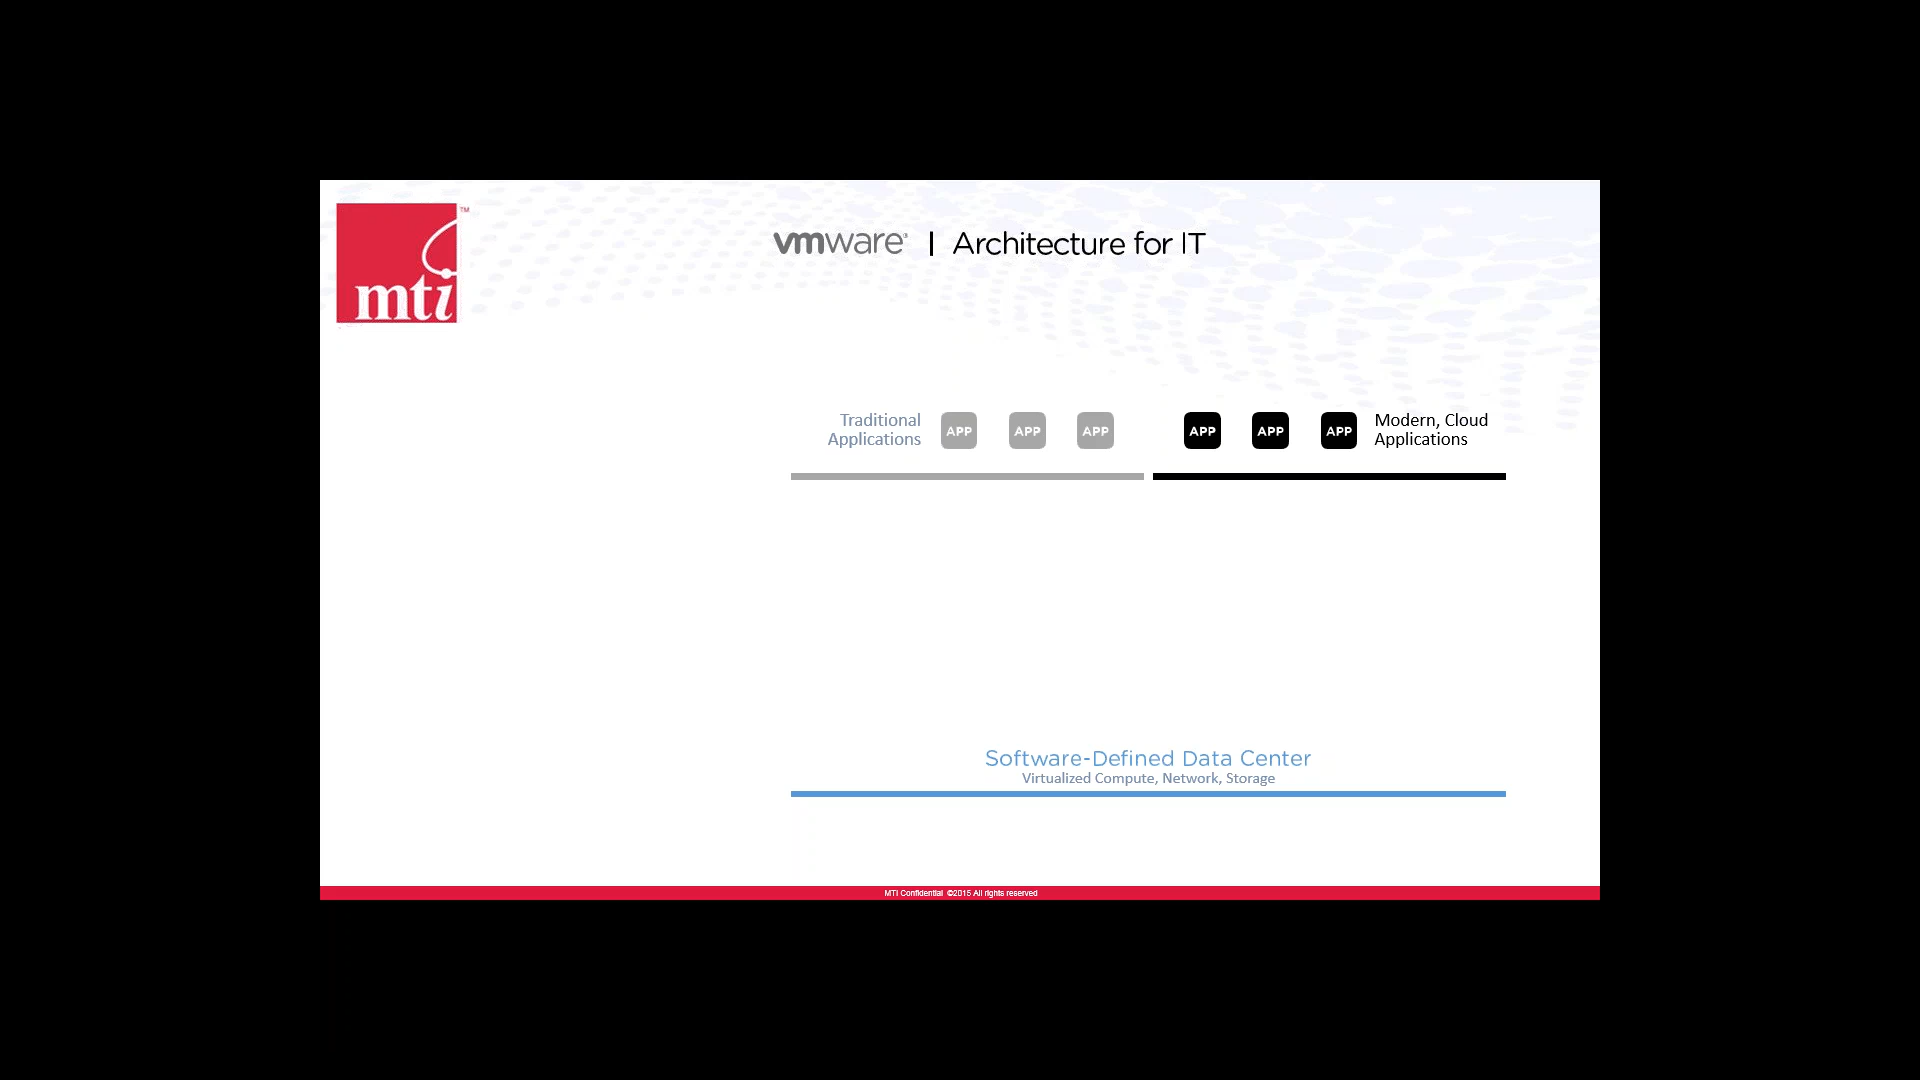 mti™
vmware® | Architecture for IT
Traditional
Applications
APP APP APP
APP APP APP
Modern, Cloud
Applications
Software-Defined Data Center
Virtualized Compute, Network, Storage
MTI Confidential ©2015 All rights reserved